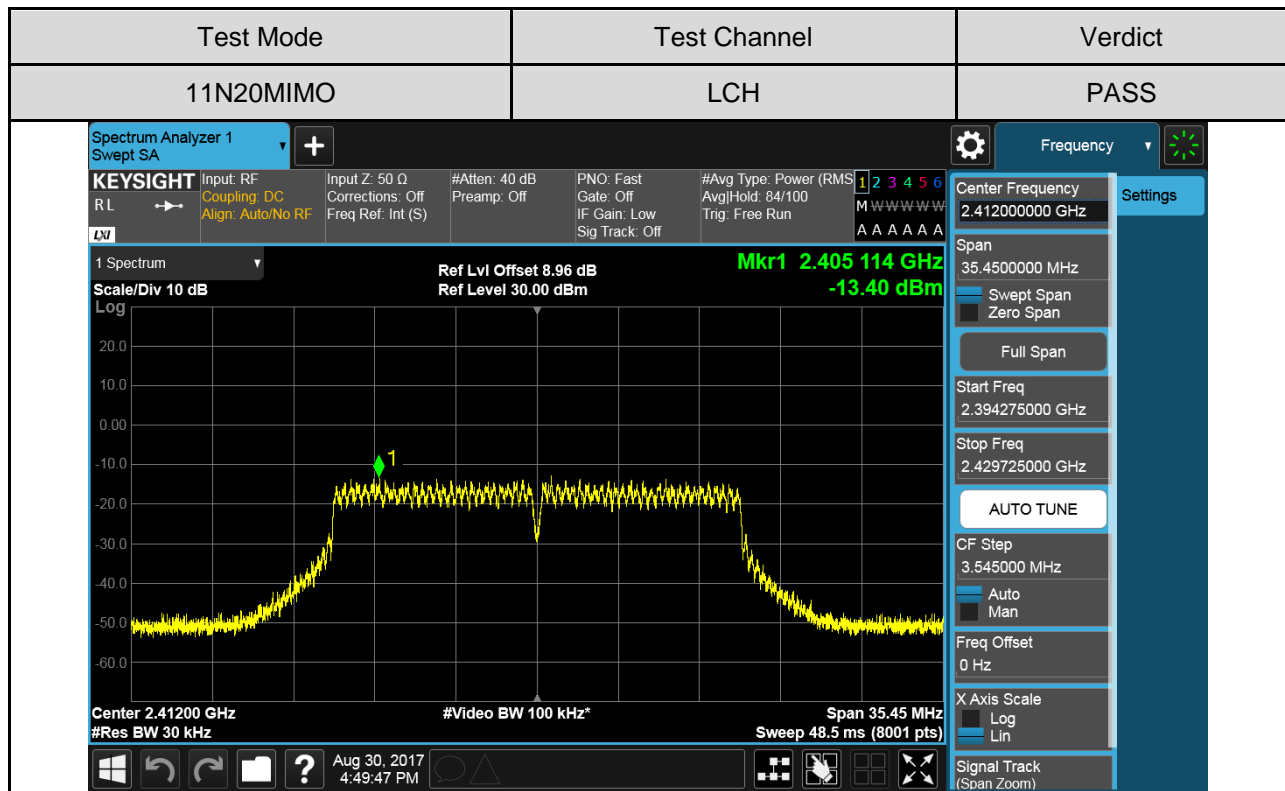 Test Mode Test Channel Verdict
11N20MIMO LCH PASS
Spectrum Analyzer 1
Swept SA
+
Frequency
KEYSIGHT
R L
LXI
Input: RF
Coupling: DC
Align: Auto/No RF
Input Z: 50 Ω
Corrections: Off
Freq Ref: Int (S)
#Atten: 40 dB
Preamp: Off
PNO: Fast
Gate: Off
IF Gain: Low
Sig Track: Off
#Avg Type: Power (RMS
Avg|Hold: 84/100
Trig: Free Run
1 2 3 4 5 6
M W W W W W
A A A A A A
1 Spectrum
Scale/Div 10 dB
Log
Ref Lvl Offset 8.96 dB
Ref Level 30.00 dBm
Mkr1 2.405 114 GHz
-13.40 dBm
20.0
10.0
0.00
-10.0
-20.0
-30.0
-40.0
-50.0
-60.0
1
Center 2.41200 GHz
#Res BW 30 kHz
#Video BW 100 kHz*
Span 35.45 MHz
Sweep 48.5 ms (8001 pts)
?
Aug 30, 2017
4:49:47 PM
Center Frequency
2.412000000 GHz
Settings
Span
35.4500000 MHz
Swept Span
Zero Span
Full Span
Start Freq
2.394275000 GHz
Stop Freq
2.429725000 GHz
AUTO TUNE
CF Step
3.545000 MHz
Auto
Man
Freq Offset
0 Hz
X Axis Scale
Log
Lin
Signal Track
(Span Zoom)